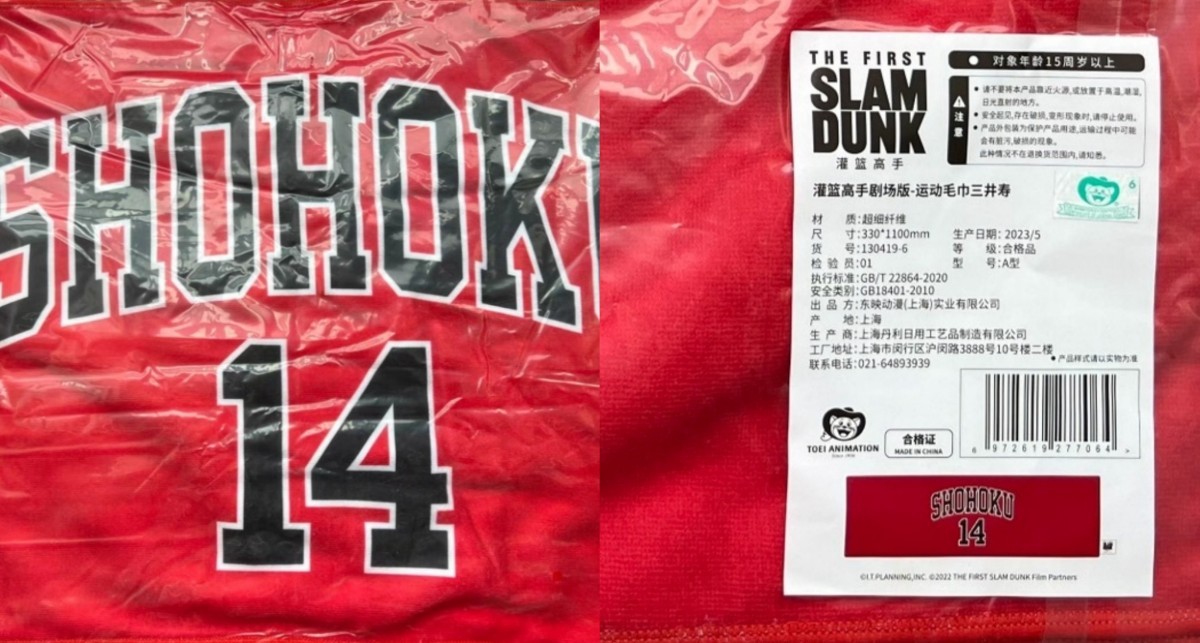 SHOHOK
14
THE FIRST
SLAM
DUNK
灌篮高手
对象年龄15周岁以上
注意
• 请不要将本产品靠近火源,或放置于高温,潮湿,
日光直射的地方。
• 安全起见,存在破损,变形现象时,请停止使用。
• 产品外包装为保护产品用途,运输过程中可能
会有脏污,破损的现象。
此种情况不在退换货范围内,请知悉。
灌篮高手剧场版-运动毛巾三井寿
材 质:超细纤维
尺 寸:330*1100mm 生产日期: 2023/5
货 号:130419-6 等 级:合格品
检 验 员:01 型 号:A型
执行标准:GB/T 22864-2020
安全类别:GB18401-2010
出 品 方:东映动漫(上海)实业有限公司
产 地:上海
生 产 商:上海丹利日用工艺品制造有限公司
工厂地址:上海市闵行区沪闵路3888号10号楼二楼
联系电话:021-64893939
• 产品样式请以实物为准
TOEI ANIMATION
Since 1956
合格证
MADE IN CHINA
6 972619 277064 >
SHOHOKU
14
©I.T.PLANNING,INC. ©2022 THE FIRST SLAM DUNK Film Partners